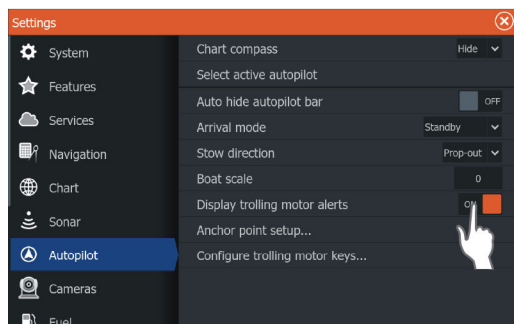 Settings
System
Features
Services
Navigation
Chart
Sonar
Autopilot
Cameras
Fuel
Chart compass Hide
Select active autopilot
Auto hide autopilot bar OFF
Arrival mode Standby
Stow direction Prop-out
Boat scale 0
Display trolling motor alerts ON
Anchor point setup...
Configure trolling motor keys...